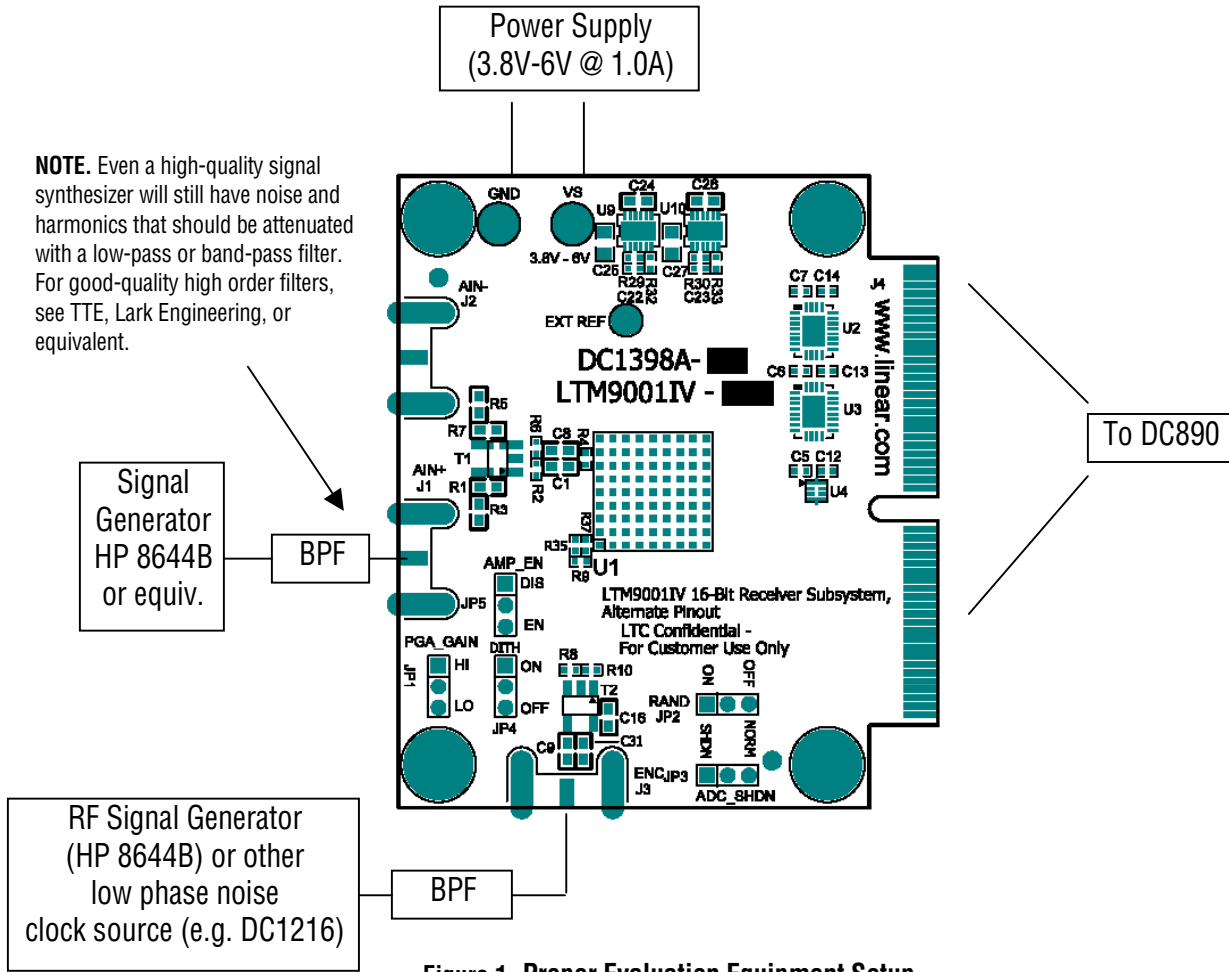 Power Supply
(3.8V-6V @ 1.0A)
NOTE. Even a high-quality signal
synthesizer will still have noise and
harmonics that should be attenuated
with a low-pass or band-pass filter.
For good-quality high order filters,
see TTE, Lark Engineering, or
equivalent.
GND
VS
3.8V - 6V
C24
C26
U9
U10
C25
C27
R29
R32
R30
R33
C22
C23
EXT REF
AIN-
J2
C7
C14
J4
U2
www.linear.com
DC1398A-
LTM9001IV -
C6
C13
U3
R5
R7
T1
R6
C8
R4
C1
R2
C5
C12
U4
AIN+
J1
R1
R3
To DC890
Signal
Generator
HP 8644B
or equiv.
BPF
R37
R35
R9
U1
AMP_EN
DIS
EN
JP5
LTM9001IV 16-Bit Receiver Subsystem,
Alternate Pinout
LTC Confidential -
For Customer Use Only
PGA_GAIN
HI
LO
JP1
DITH
ON
OFF
JP4
R8
R10
T2
C16
C9
C31
ON
OFF
RAND
JP2
SHDN
NORM
ENC
J3
JP3
ADC_SHDN
RF Signal Generator
(HP 8644B) or other
low phase noise
clock source (e.g. DC1216)
BPF
Figure 1. Proper Evaluation Equipment Setup